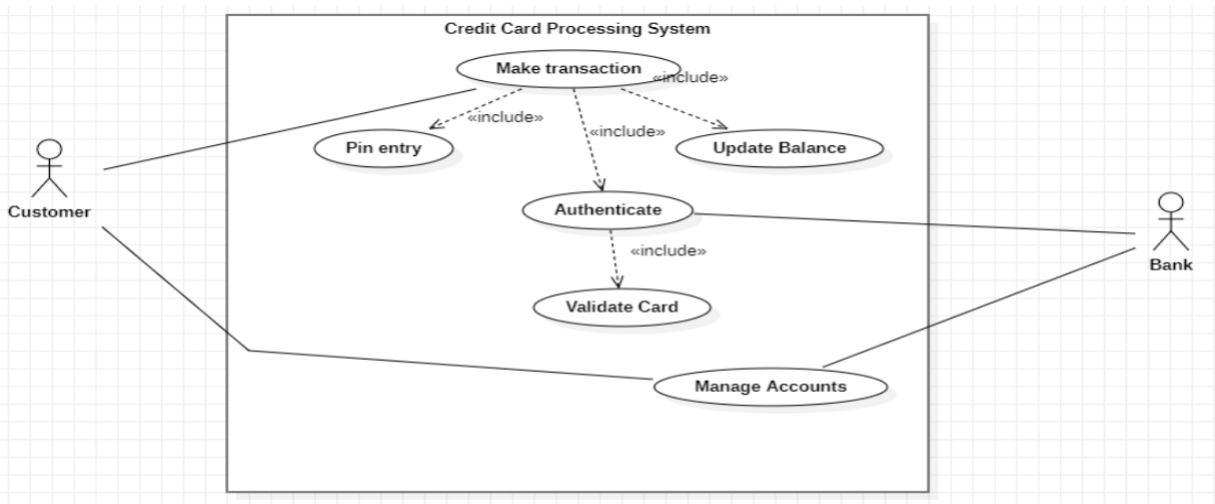 Credit Card Processing System
Make transaction
«include»
«include»
«include»
Pin entry
Update Balance
Authenticate
Customer
«include»
Bank
Validate Card
Manage Accounts